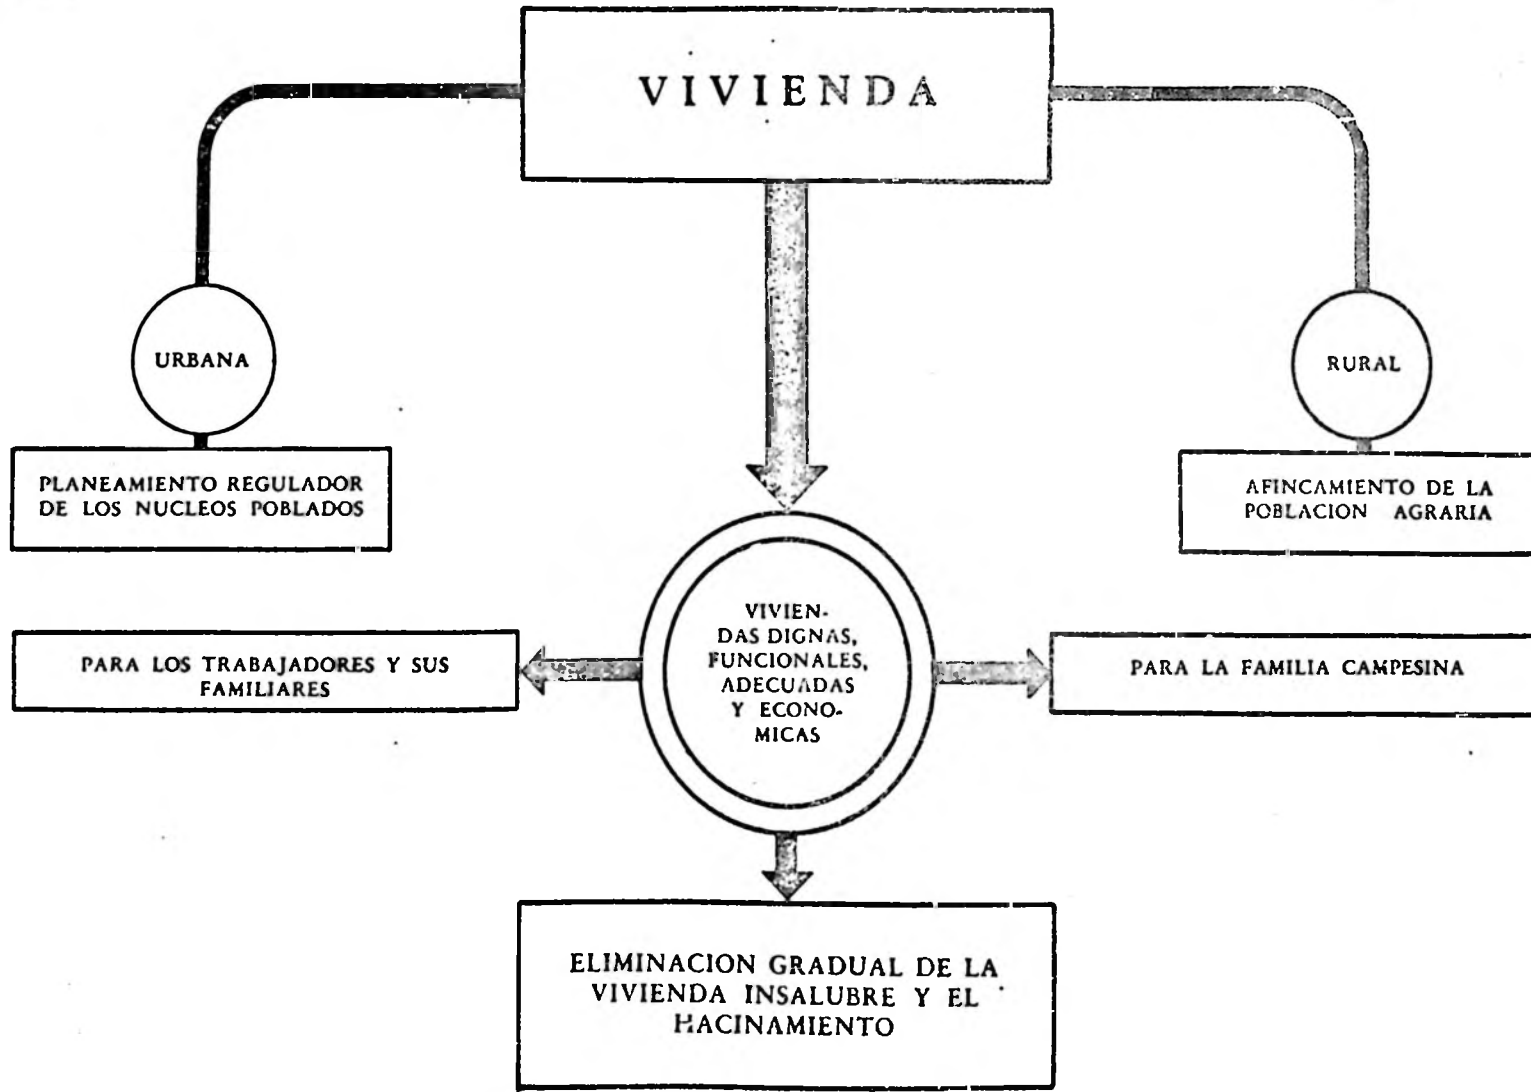 VIVIENDA
URBANA
RURAL
PLANEAMIENTO REGULADOR
DE LOS NUCLEOS POBLADOS
AFINCAMIENTO DE LA
POBLACION AGRARIA
VIVIEN-
DAS DIGNAS,
FUNCIONALES,
ADECUADAS
Y ECONO-
MICAS
PARA LOS TRABAJADORES Y SUS
FAMILIARES
PARA LA FAMILIA CAMPESINA
ELIMINACION GRADUAL DE LA
VIVIENDA INSALUBRE Y EL
HACINAMIENTO